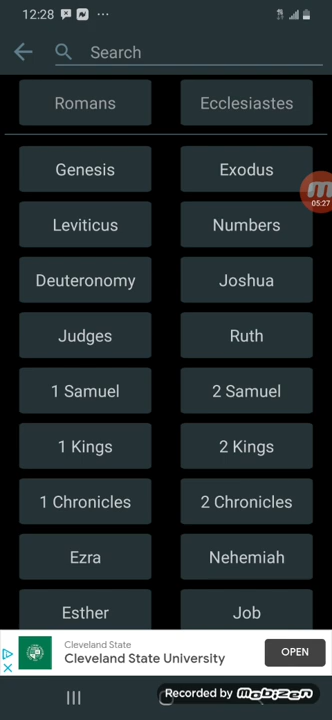 12:28
Search
Romans Ecclesiastes
Genesis Exodus
05:27
Leviticus Numbers
Deuteronomy Joshua
Judges Ruth
1 Samuel 2 Samuel
1 Kings 2 Kings
1 Chronicles 2 Chronicles
Ezra Nehemiah
Esther Job
Cleveland State
Cleveland State University
OPEN
Recorded by mobizen